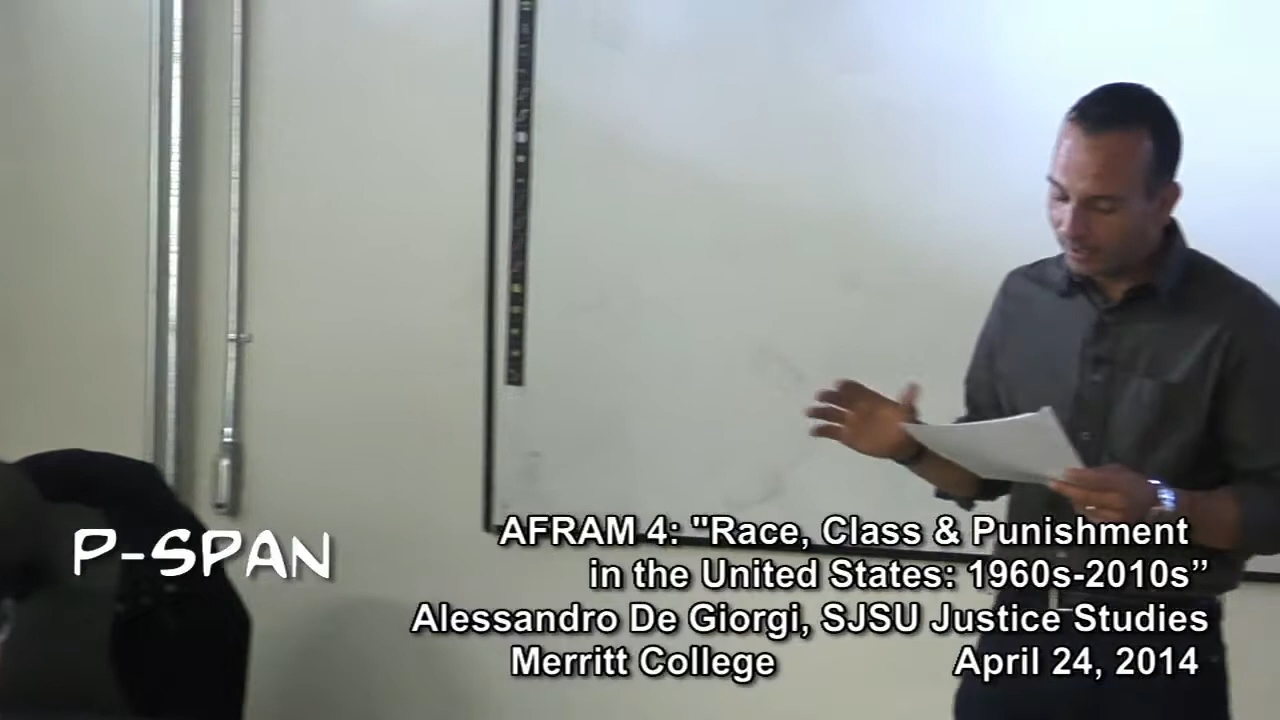 P-SPAN
AFRAM 4: "Race, Class & Punishment
in the United States: 1960s-2010s”
Alessandro De Giorgi, SJSU Justice Studies
Merritt College April 24, 2014